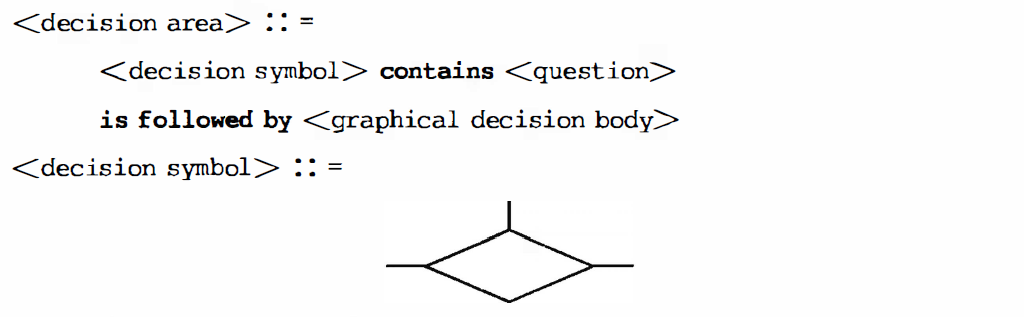 <decision area> ::=
<decision symbol> contains <question>
is followed by <graphical decision body>
<decision symbol> ::=